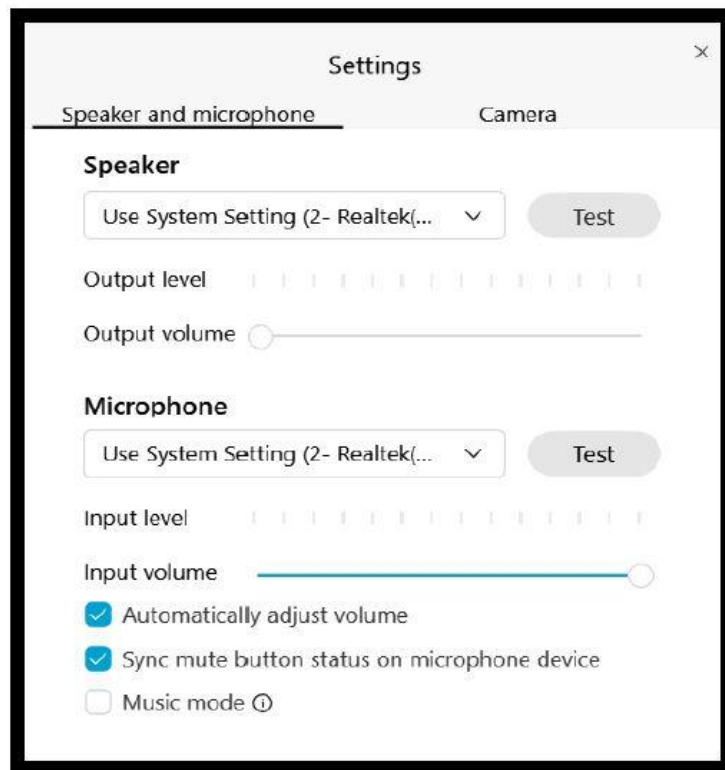 Settings
Speaker and microphone
Camera
Speaker
Use System Setting (2- Realtek(...
Test
Output level
Output volume
Microphone
Use System Setting (2- Realtek(...
Test
Input level
Input volume
Automatically adjust volume
Sync mute button status on microphone device
Music mode